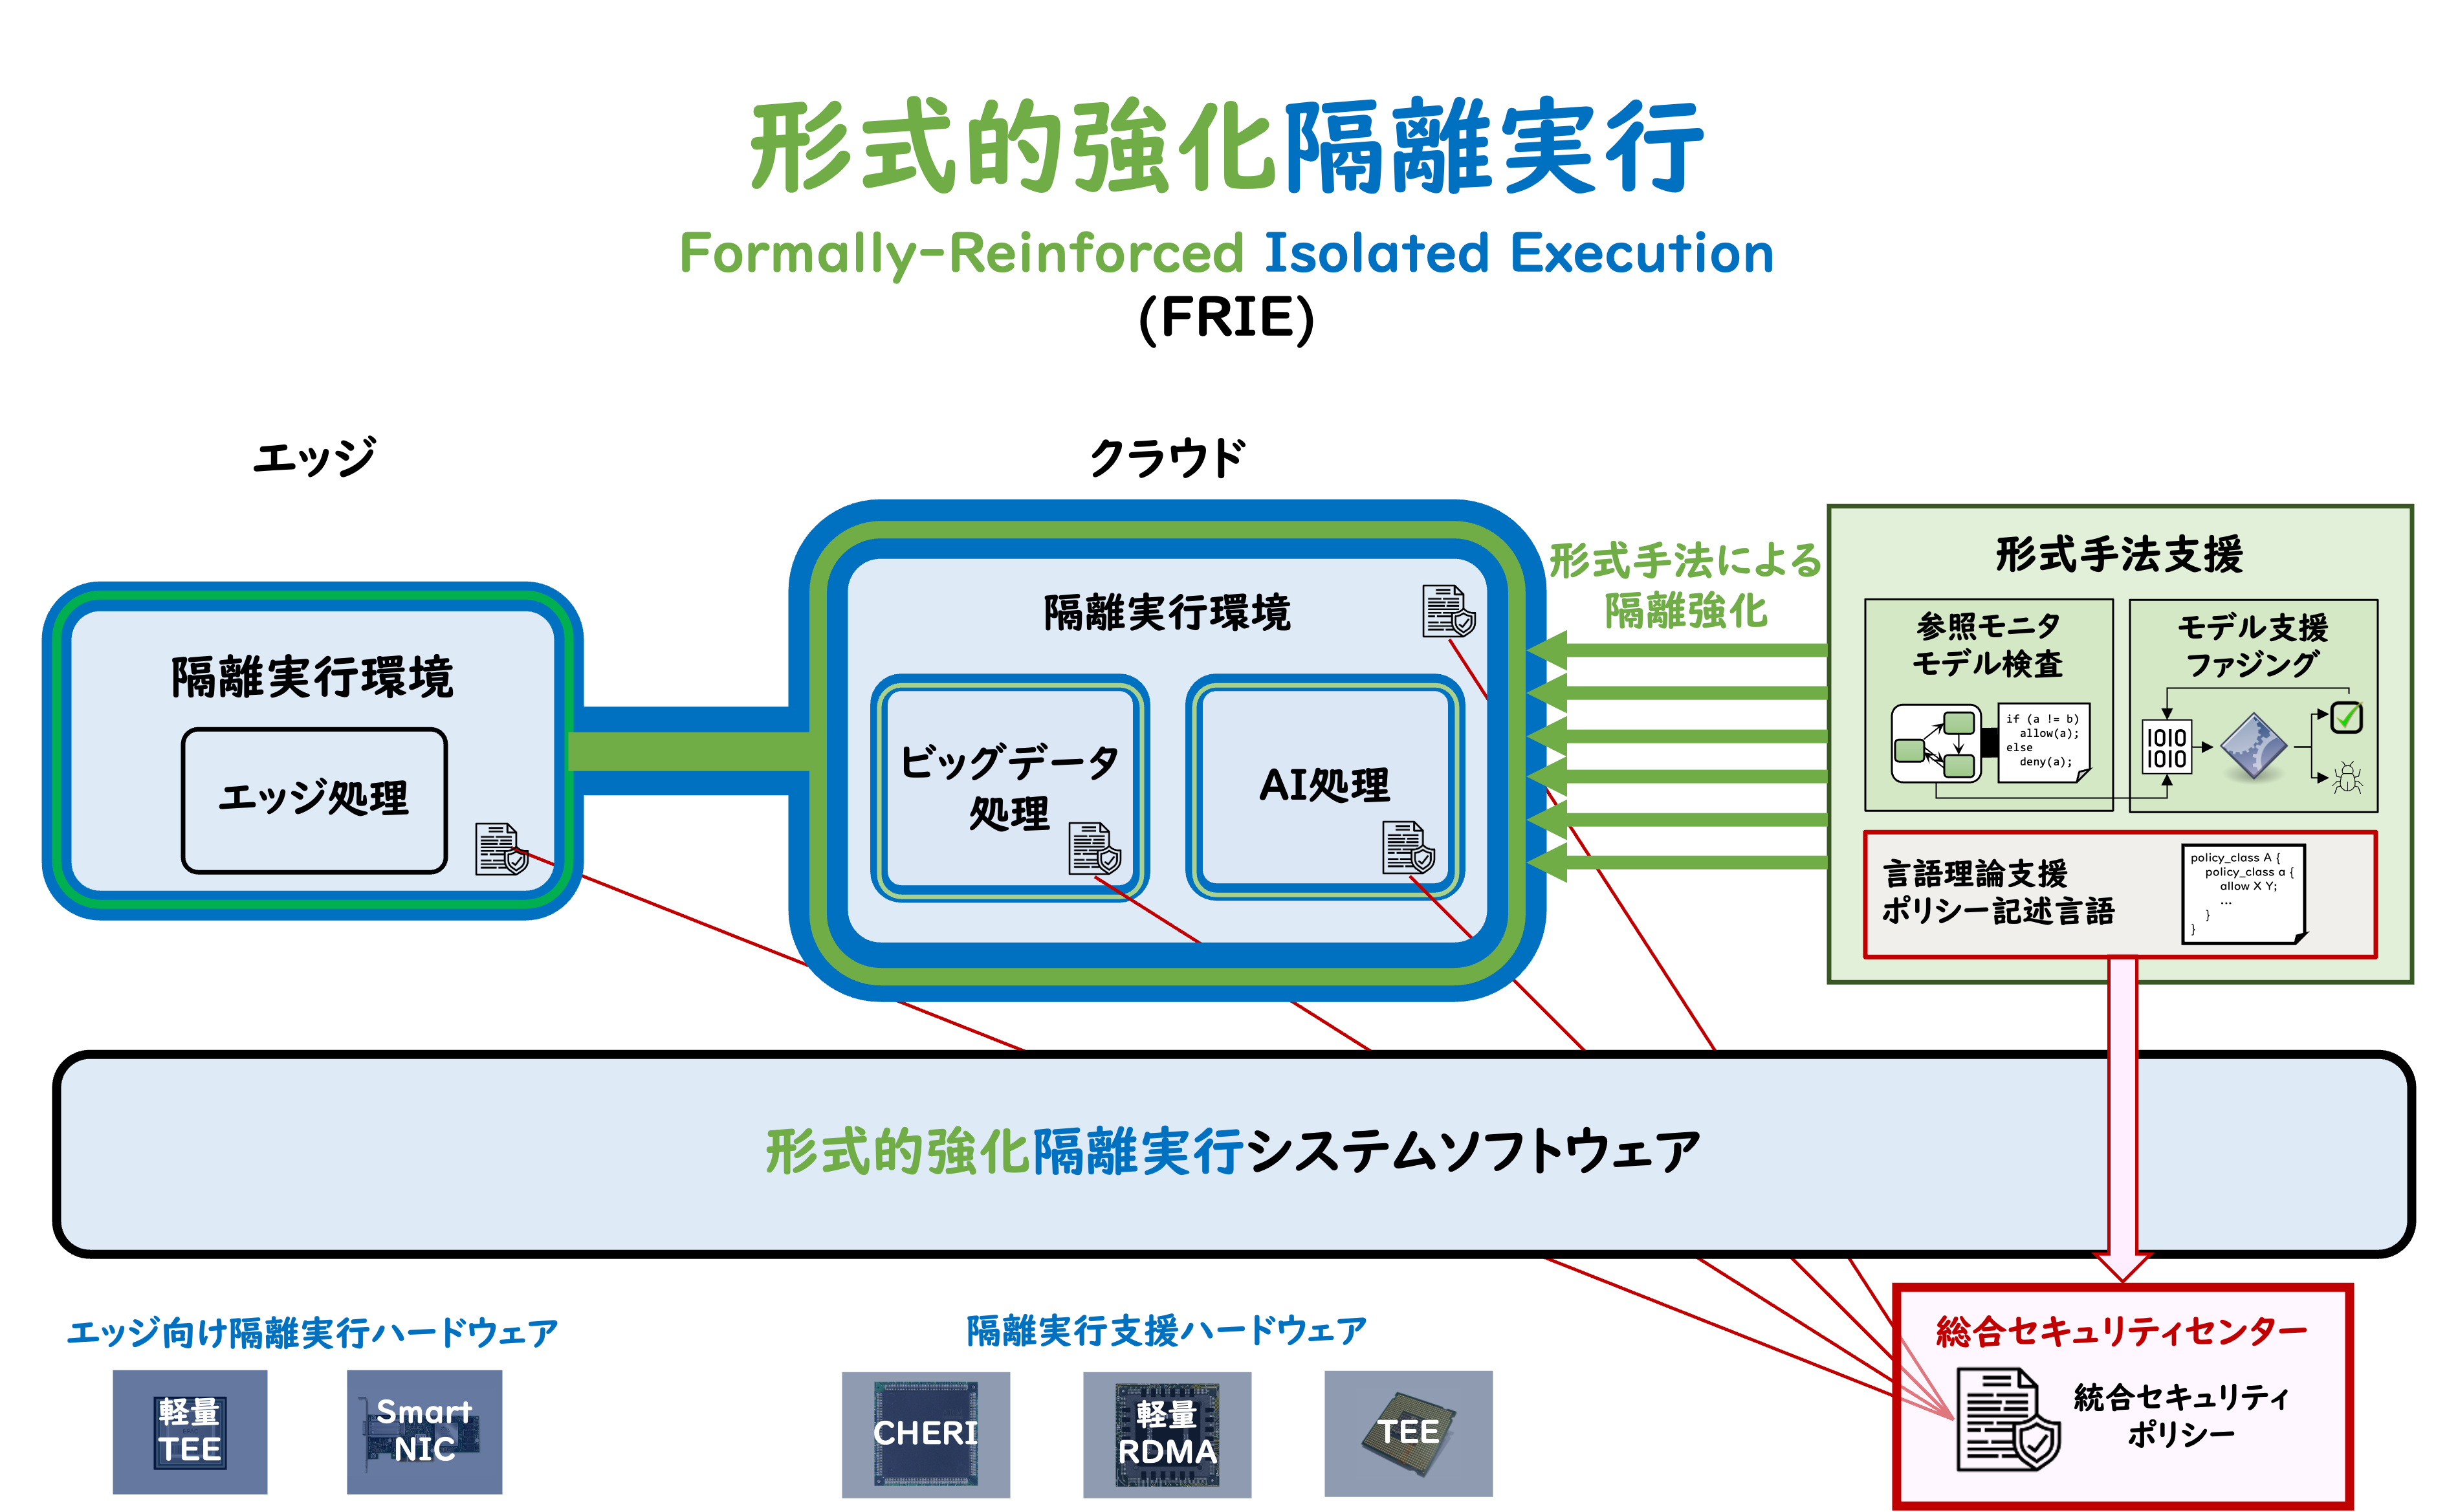 形式的強化隔離実行
Formally-Reinforced Isolated Execution
(FRIE)
エッジ
クラウド
隔離実行環境
エッジ処理
隔離実行環境
ビッグデータ
処理
AI処理
形式手法による
隔離強化
形式手法支援
参照モニタ
モデル検査
if (a != b)
allow(a);
else
deny(a);
モデル支援
ファジング
1010
1010
言語理論支援
ポリシー記述言語
policy_class A {
policy_class a {
allow X Y;
...
}
}
形式的強化隔離実行システムソフトウェア
エッジ向け隔離実行ハードウェア
軽量
TEE
Smart
NIC
隔離実行支援ハードウェア
CHERI
軽量
RDMA
TEE
総合セキュリティセンター
統合セキュリティ
ポリシー